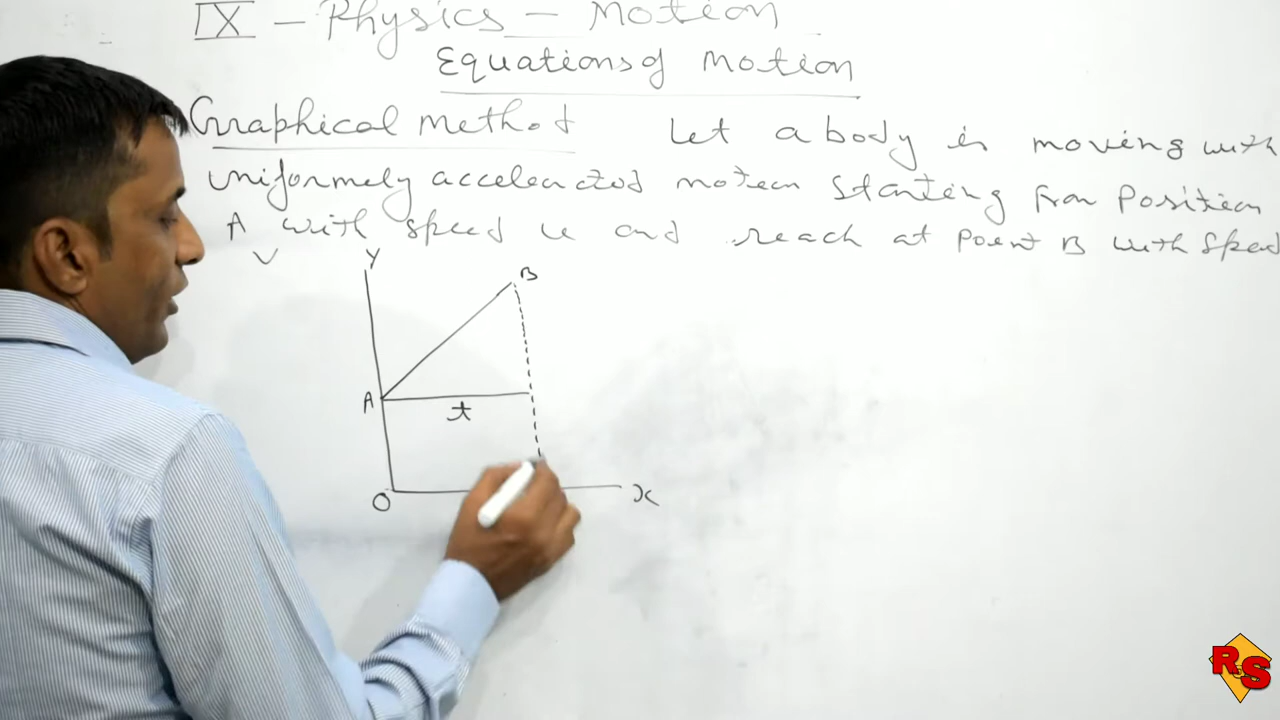 IX - Physics - Motion
Equations of Motion
Graphical Method Let a body is moving with
uniformely accelerated motion starting from Position
A with speed u and reach at point B with speed
v
Y
B
A
t
O
X
RS